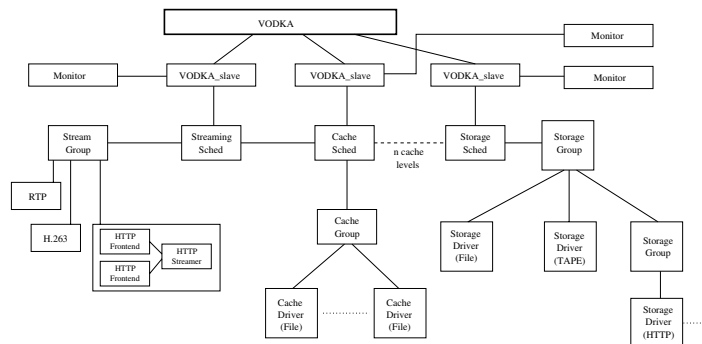 VODKA
Monitor
Monitor
VODKA_slave
VODKA_slave
VODKA_slave
Monitor
Stream
Group
Streaming
Sched
Cache
Sched
n cache
levels
Storage
Sched
Storage
Group
RTP
H.263
HTTP
Frontend
HTTP
Streamer
HTTP
Frontend
Cache
Group
Storage
Driver
(File)
Storage
Driver
(TAPE)
Storage
Group
Cache
Driver
(File)
Cache
Driver
(File)
Storage
Driver
(HTTP)